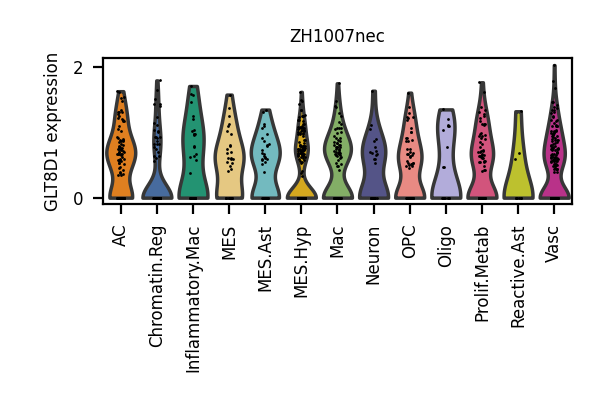 ZH1007nec
GLT8D1 expression
2
0
AC
Chromatin.Reg
Inflammatory.Mac
MES
MES.Ast
MES.Hyp
Mac
Neuron
OPC
Oligo
Prolif.Metab
Reactive.Ast
Vasc